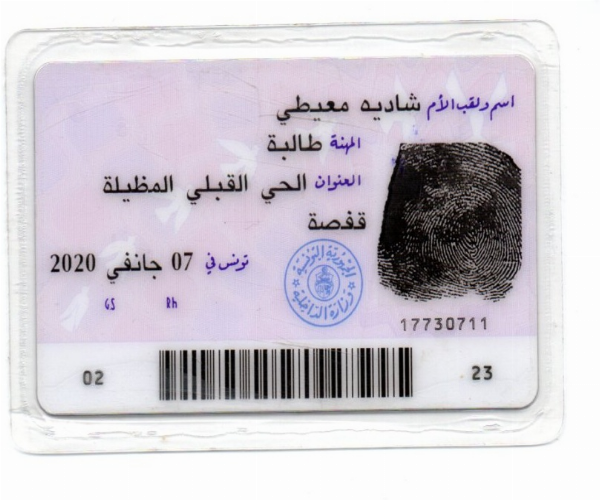 اسم ولقب الأم شاديه معيطي
المهنة طالبة
العنوان الحي القبلي المظيلة
قفصة
تونس في 07 جانفي 2020
GS Rh
الجمهورية التونسية
وزارة الداخلية
17730711
02 23